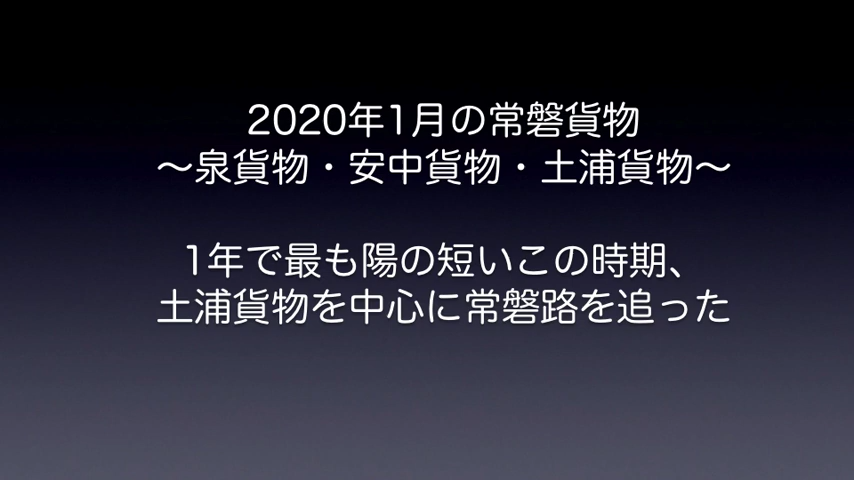 2020年1月の常磐貨物
～泉貨物・安中貨物・土浦貨物～
1年で最も陽の短いこの時期、
土浦貨物を中心に常磐路を追った